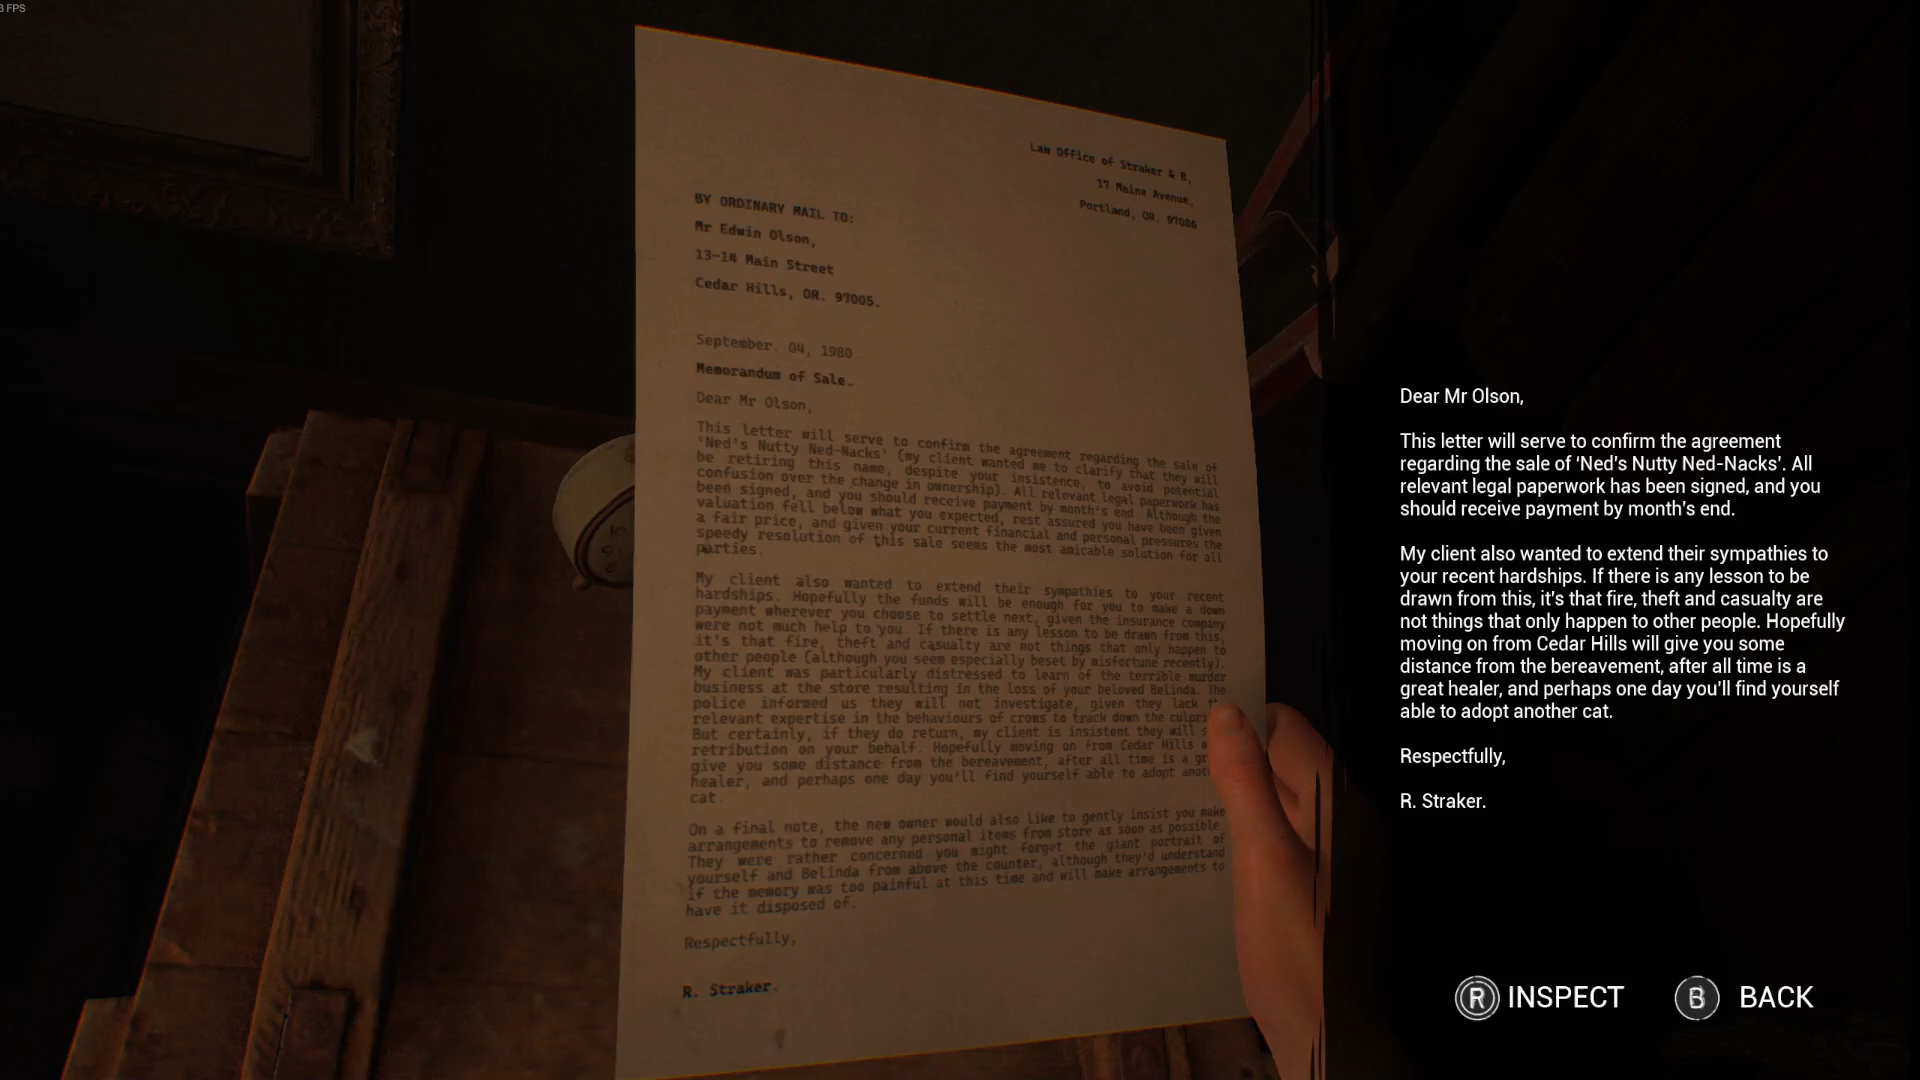 3 FPS
Law Office of Straker & B,
17 Maine Avenue,
Portland, OR. 97086
BY ORDINARY MAIL TO:
Mr Edwin Olson,
13-14 Main Street
Cedar Hills, OR. 97005.
September. 04, 1980.
Memorandum of Sale.
Dear Mr Olson,
This letter will serve to confirm the agreement regarding the sale of
'Ned's Nutty Ned-Nacks' (my client wanted me to clarify that they will
be retiring this name, despite your insistence, to avoid potential
confusion over the change in ownership). All relevant legal paperwork has
been signed, and you should receive payment by month's end. Although the
valuation fell below what you expected, rest assured you have been given
a fair price, and given your current financial and personal pressures the
speedy resolution of this sale seems the most amicable solution for all
parties.
My client also wanted to extend their sympathies to your recent
hardships. Hopefully the funds will be enough for you to make a down
payment wherever you choose to settle next, given the insurance company
were not much help to you. If there is any lesson to be drawn from this,
it's that fire, theft and casualty are not things that only happen to
other people (although you seem especially beset by misfortune recently).
My client was particularly distressed to learn of the terrible murder
business at the store resulting in the loss of your beloved Belinda. The
police informed us they will not investigate, given they lack
relevant expertise in the behaviours of crows to track down the
But certainly, if they do return, my client is insistent they will
retribution on your behalf. Hopefully moving on from Cedar Hills
give you some distance from the bereavement, after all time is a
healer, and perhaps one day you'll find yourself able to adopt
cat.
On a final note, the new owner would also like to gently insist you make
arrangements to remove any personal items from store as soon as possible.
They were rather concerned you might forget the giant portrait of
yourself and Belinda from above the counter, although they'd understand
if the memory was too painful at this time and will make arrangements to
have it disposed of.
Respectfully,
R. Straker.
Dear Mr Olson,
This letter will serve to confirm the agreement
regarding the sale of 'Ned's Nutty Ned-Nacks'. All
relevant legal paperwork has been signed, and you
should receive payment by month's end.
My client also wanted to extend their sympathies to
your recent hardships. If there is any lesson to be
drawn from this, it's that fire, theft and casualty are
not things that only happen to other people. Hopefully
moving on from Cedar Hills will give you some
distance from the bereavement, after all time is a
great healer, and perhaps one day you'll find yourself
able to adopt another cat.
Respectfully,
R. Straker.
R INSPECT
B BACK